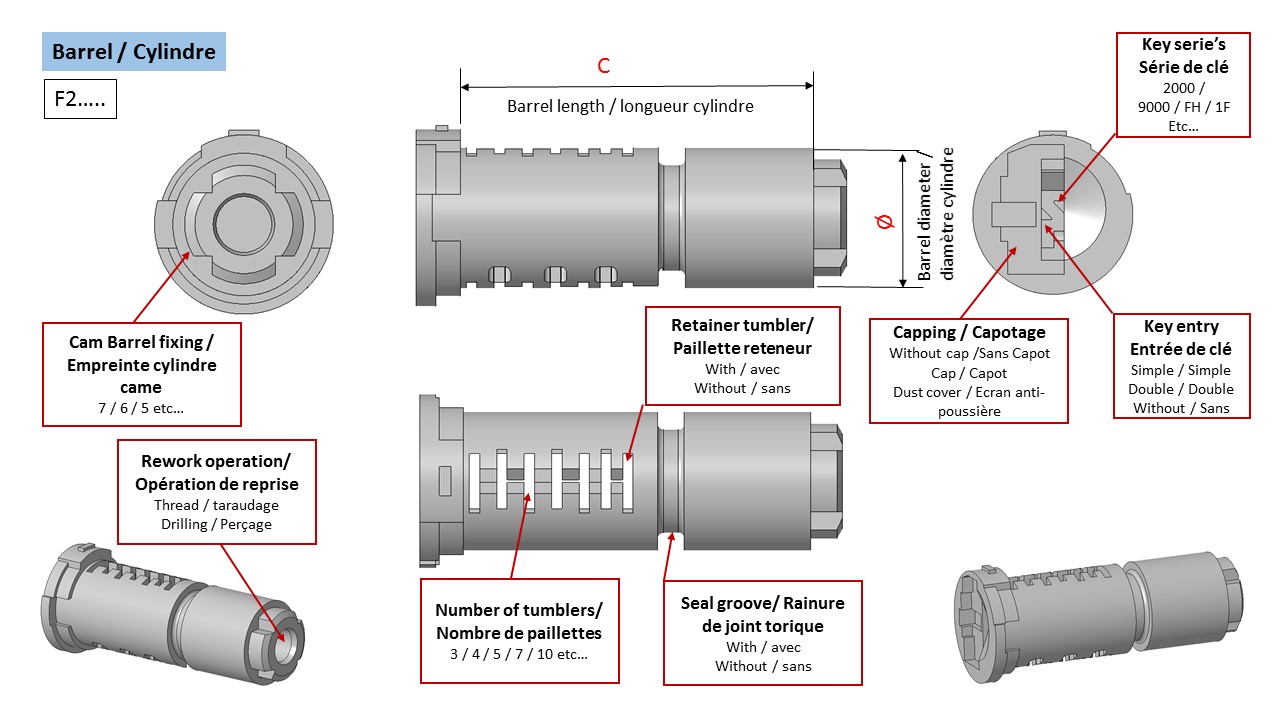 Barrel / Cylindre
F2.....
C
Barrel length / longueur cylindre
Ø
Barrel diameter
diamètre cylindre
Key serie’s
Série de clé
2000 /
9000 / FH / 1F
Etc…
Cam Barrel fixing /
Empreinte cylindre
came
7 / 6 / 5 etc…
Retainer tumbler/
Paillette reteneur
With / avec
Without / sans
Capping / Capotage
Without cap /Sans Capot
Cap / Capot
Dust cover / Ecran anti-
poussière
Key entry
Entrée de clé
Simple / Simple
Double / Double
Without / Sans
Rework operation/
Opération de reprise
Thread / taraudage
Drilling / Perçage
Number of tumblers/
Nombre de paillettes
3 / 4 / 5 / 7 / 10 etc…
Seal groove/ Rainure
de joint torique
With / avec
Without / sans